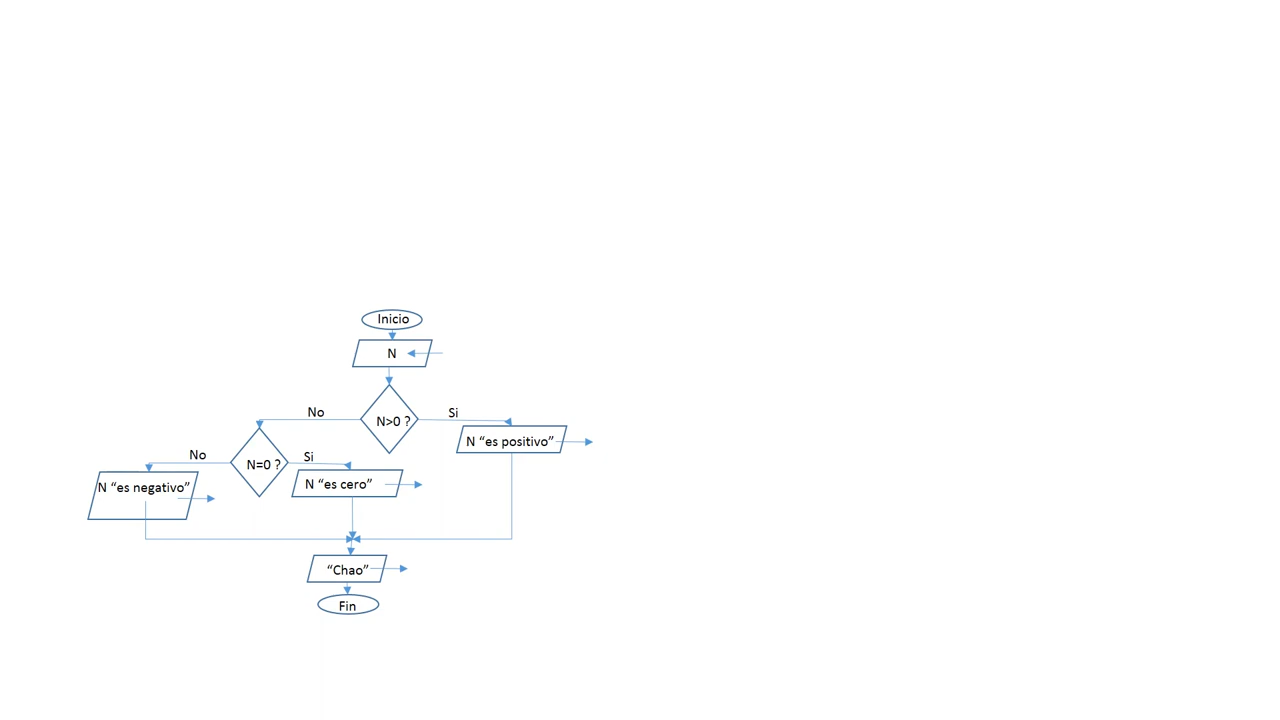 Inicio
N
N>0 ?
No
Si
N "es positivo"
N=0 ?
No
Si
N "es negativo"
N "es cero"
"Chao"
Fin